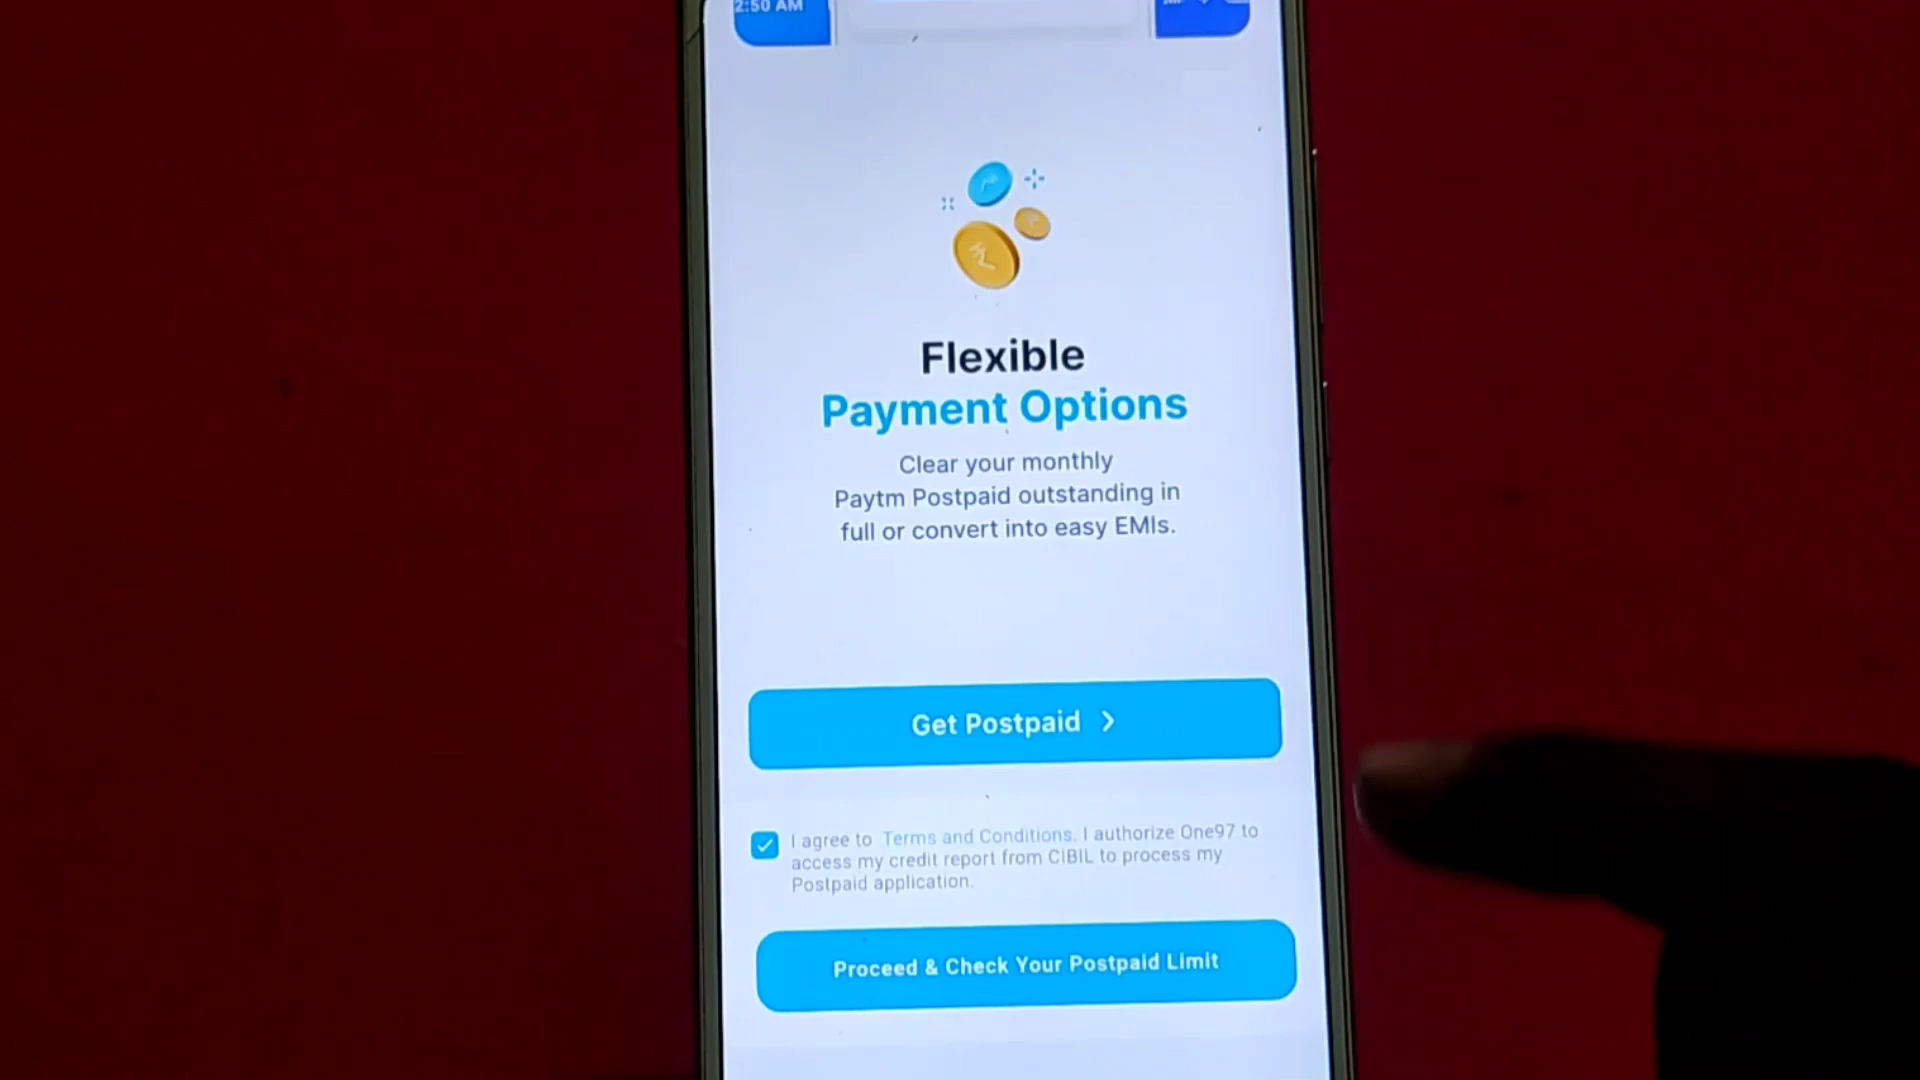 2:50 AM
Flexible
Payment Options
Clear your monthly
Paytm Postpaid outstanding in
full or convert into easy EMIs.
Get Postpaid
I agree to Terms and Conditions. I authorize One97 to
access my credit report from CIBIL to process my
Postpaid application.
Proceed & Check Your Postpaid Limit